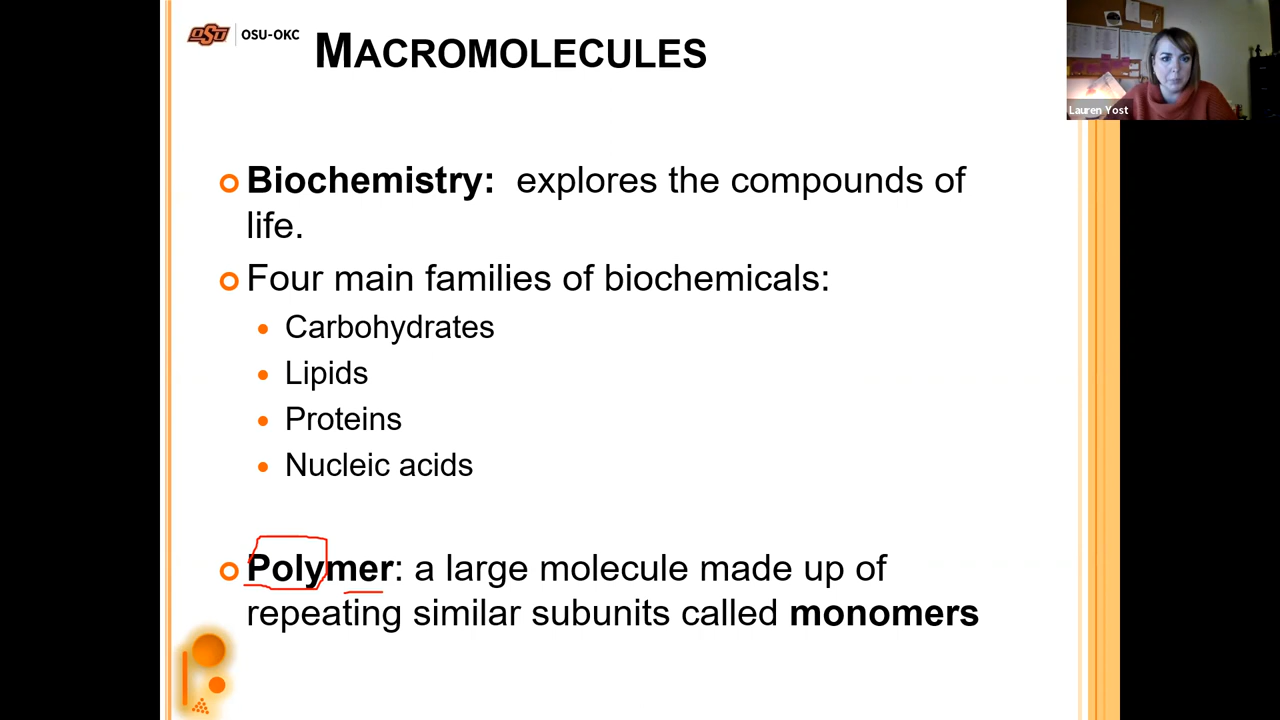 OSU OSU-OKC
MACROMOLECULES
Lauren Yost
Biochemistry: explores the compounds of
life.
Four main families of biochemicals:
Carbohydrates
Lipids
Proteins
Nucleic acids
Polymer: a large molecule made up of
repeating similar subunits called monomers